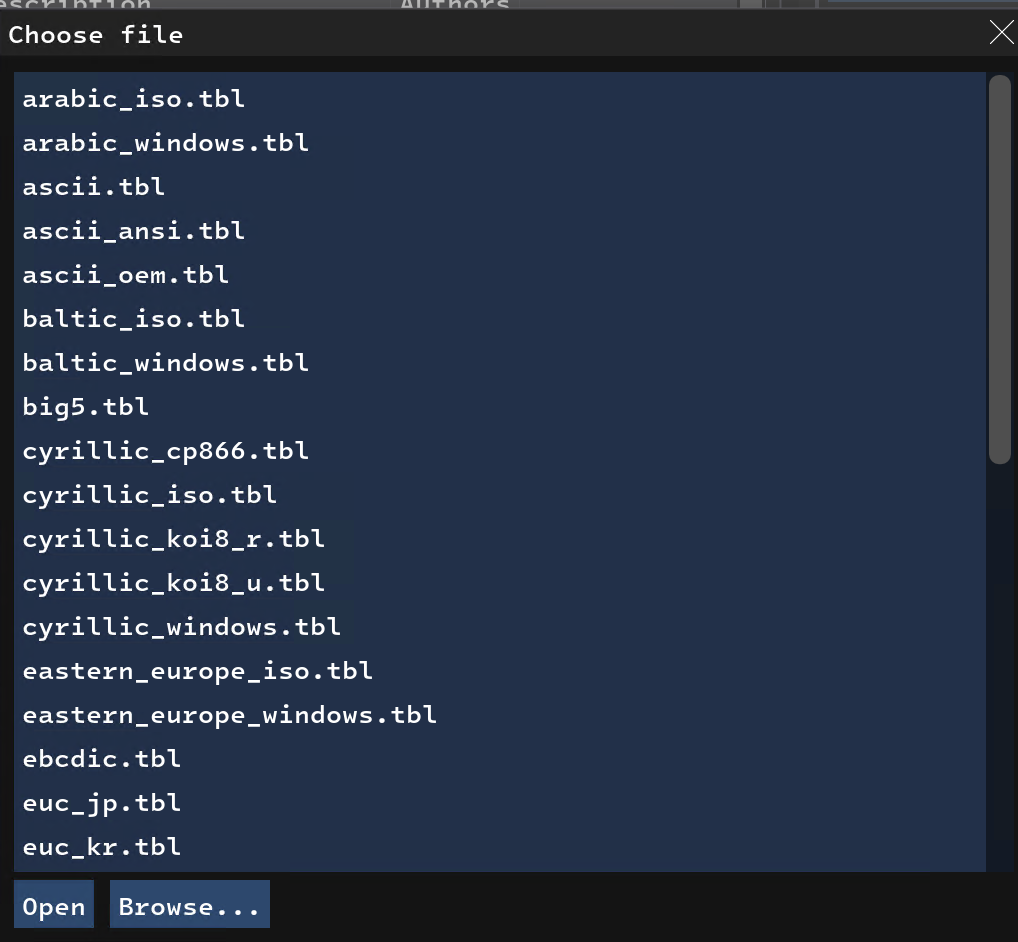 Choose file
arabic_iso.tbl
arabic_windows.tbl
ascii.tbl
ascii_ansi.tbl
ascii_oem.tbl
baltic_iso.tbl
baltic_windows.tbl
big5.tbl
cyrillic_cp866.tbl
cyrillic_iso.tbl
cyrillic_koi8_r.tbl
cyrillic_koi8_u.tbl
cyrillic_windows.tbl
eastern_europe_iso.tbl
eastern_europe_windows.tbl
ebcdic.tbl
euc_jp.tbl
euc_kr.tbl
Open Browse...